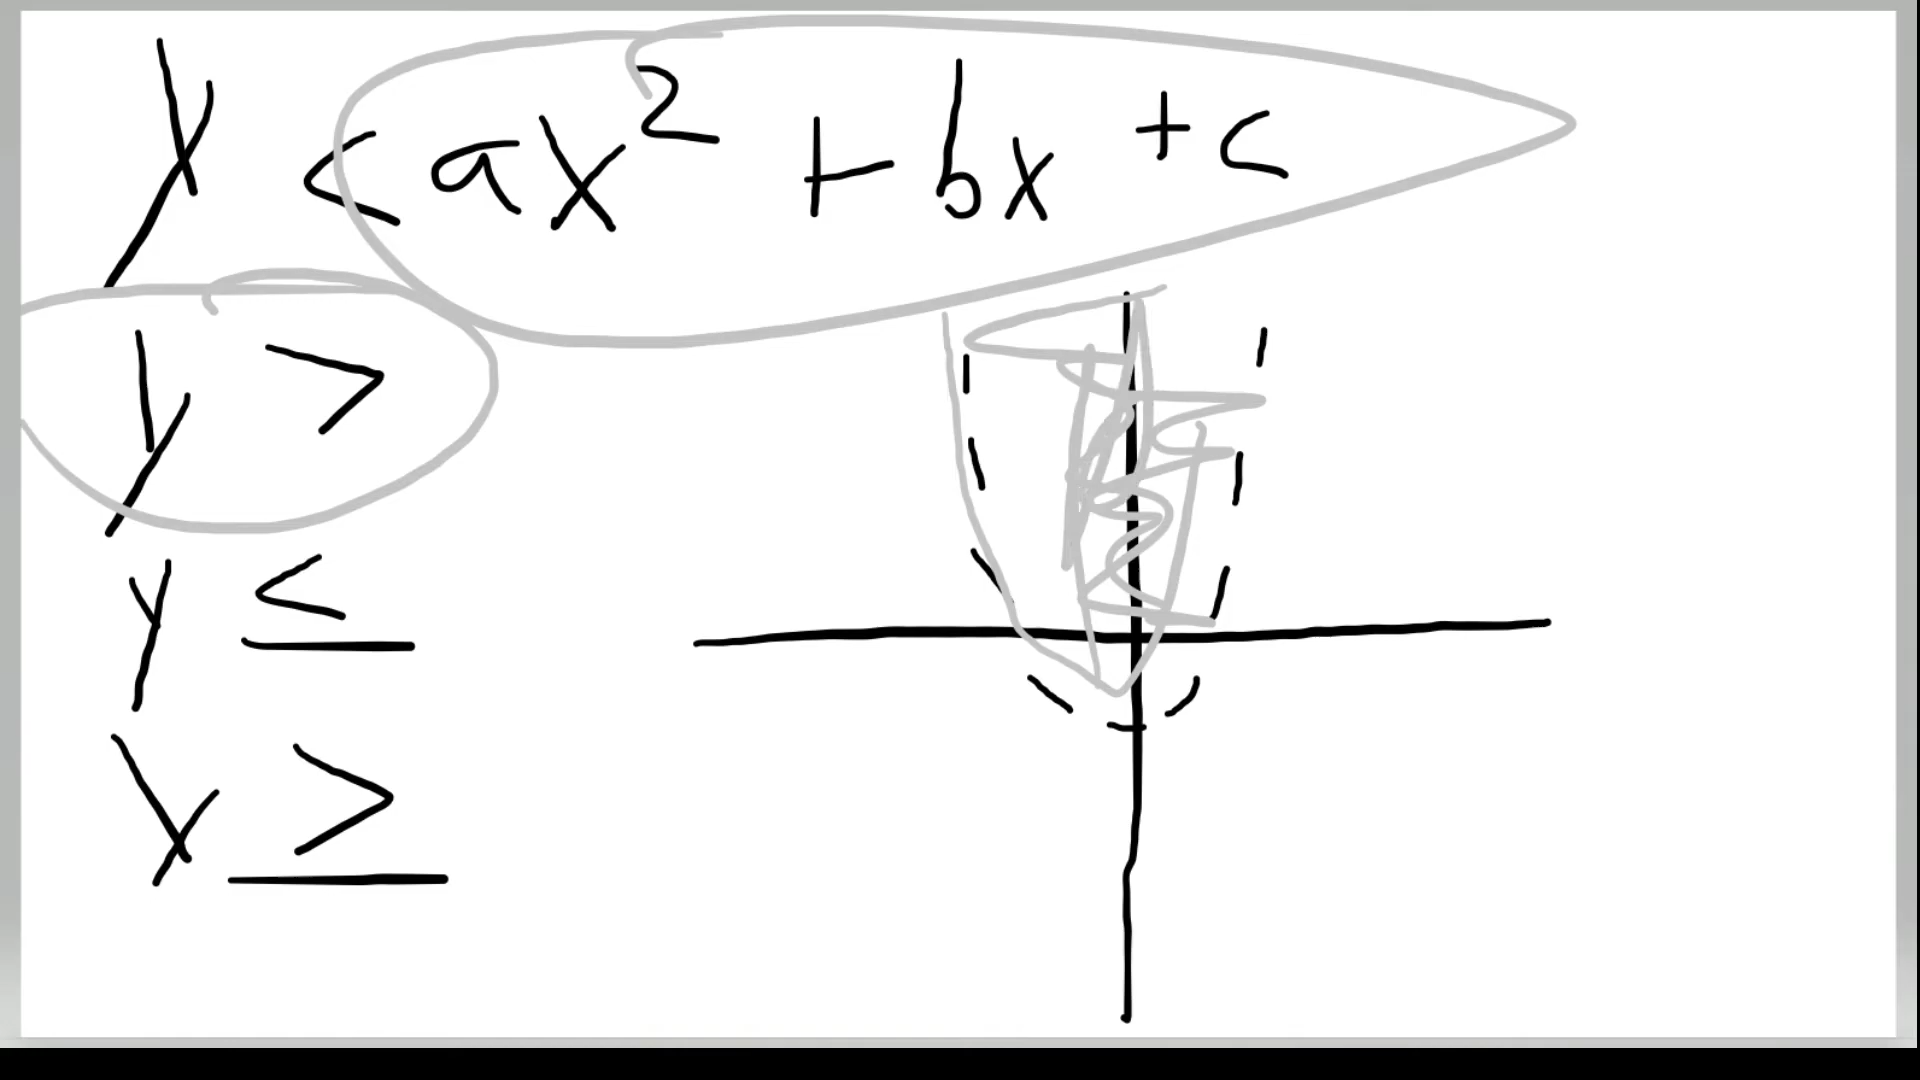 y < ax² + bx + c
y >
y ≤
x ≥